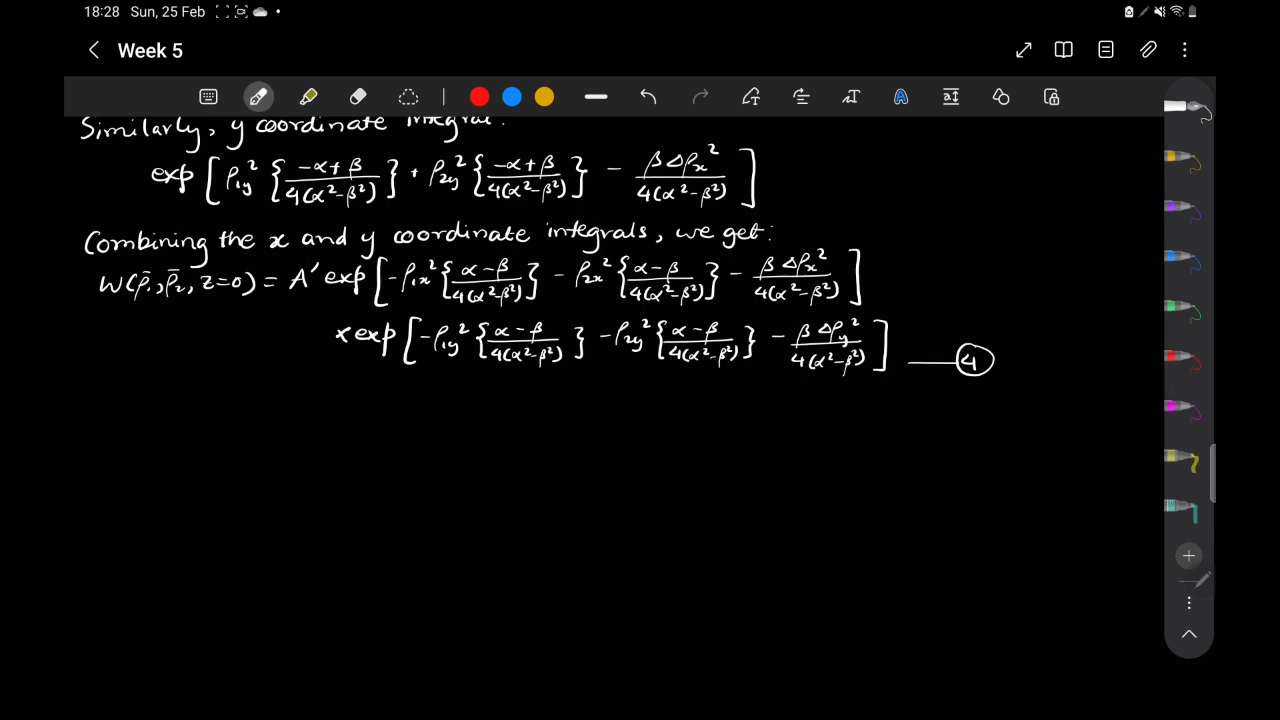 18:28 Sun, 25 Feb
Week 5
Similarly, y coordinate integral:
exp [ρ₁y² {(-α+β)/(4(α²-β²))} + ρ₂y² {(-α+β)/(4(α²-β²))} - (βΔρx²)/(4(α²-β²))]
Combining the x and y coordinate integrals, we get:
W(ρ̄₁, ρ̄₂, z=0) = A' exp [-ρ₁x² {(α-β)/(4(α²-β²))} - ρ₂x² {(α-β)/(4(α²-β²))} - (βΔρx²)/(4(α²-β²))]
x exp [-ρ₁y² {(α-β)/(4(α²-β²))} - ρ₂y² {(α-β)/(4(α²-β²))} - (βΔρy²)/(4(α²-β²))] —— 4